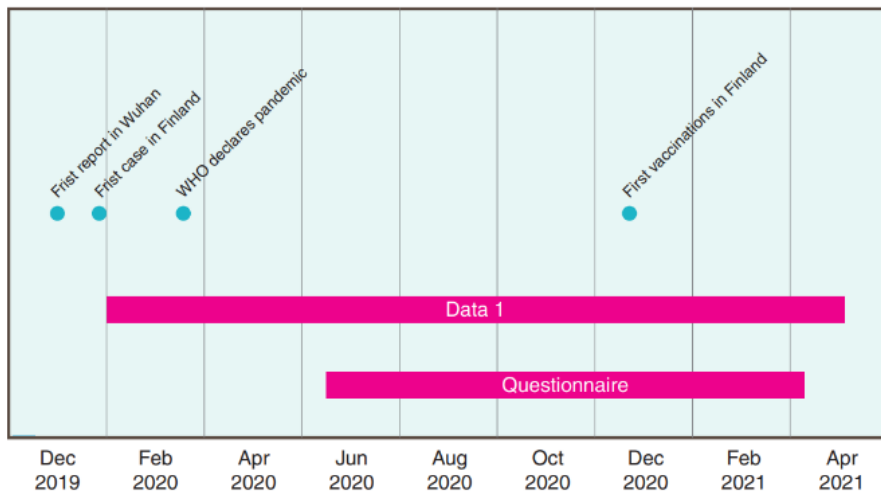 Frist report in Wuhan
Frist case in Finland
WHO declares pandemic
First vaccinations in Finland
Data 1
Questionnaire
Dec 2019
Feb 2020
Apr 2020
Jun 2020
Aug 2020
Oct 2020
Dec 2020
Feb 2021
Apr 2021